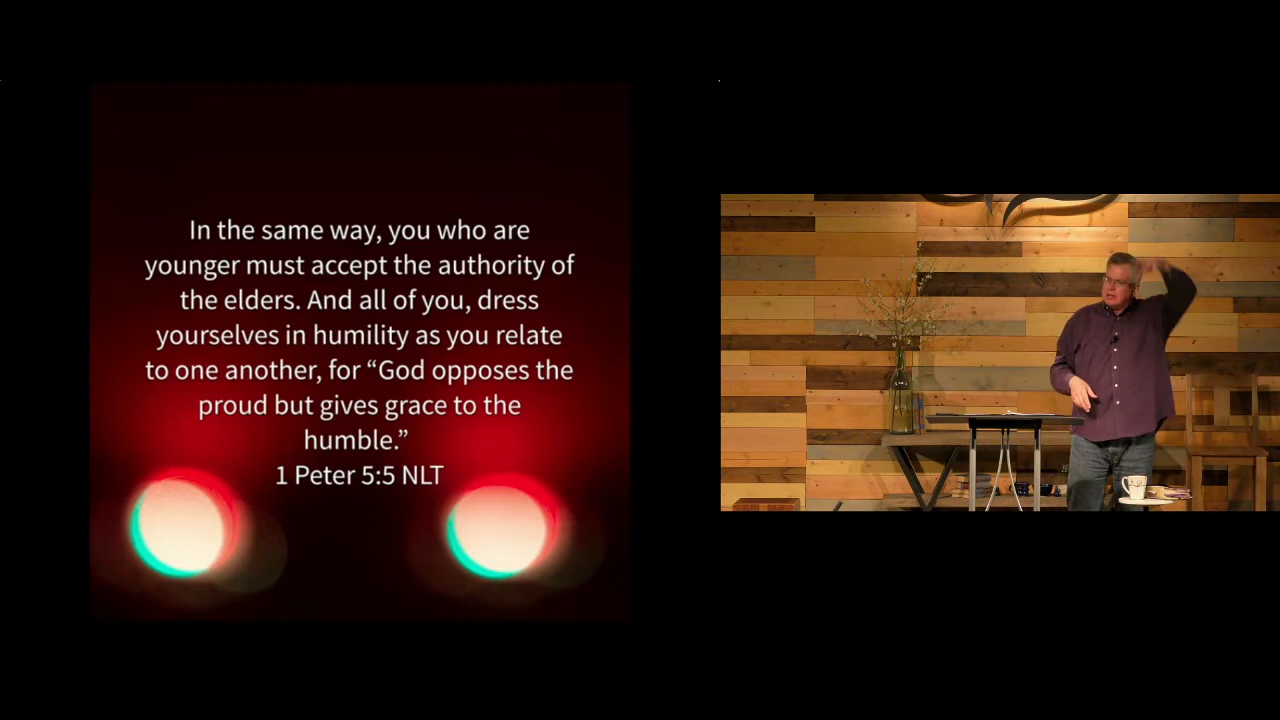 In the same way, you who are
younger must accept the authority of
the elders. And all of you, dress
yourselves in humility as you relate
to one another, for “God opposes the
proud but gives grace to the
humble.”
1 Peter 5:5 NLT